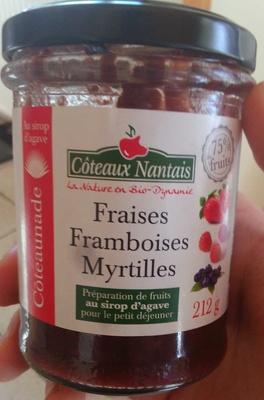 Au sirop
d'agave
Côteaunade
Côteaux Nantais
La Nature en Bio-Dynamie
75%
fruits
Fraises
Framboises
Myrtilles
Préparation de fruits
au sirop d'agave
pour le petit déjeuner
212 g